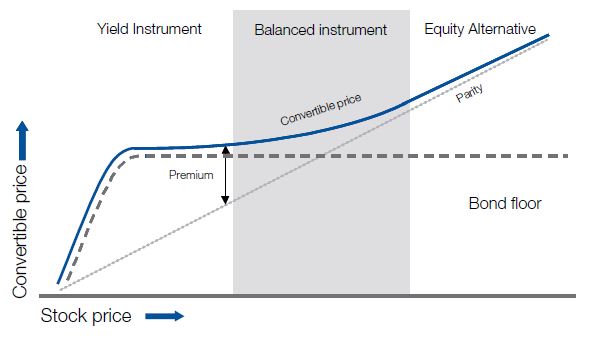 Yield Instrument
Balanced instrument
Equity Alternative
Convertible price
Parity
Premium
Bond floor
Convertible price
Stock price